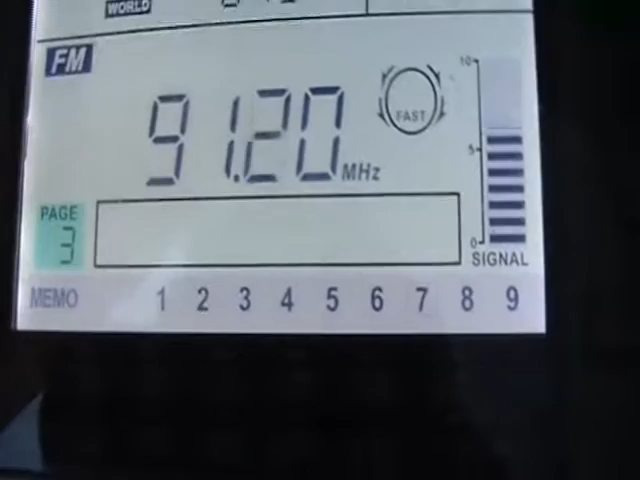 WORLD
FM
91.20 MHz
FAST
10
5
0
PAGE
3
SIGNAL
MEMO 1 2 3 4 5 6 7 8 9